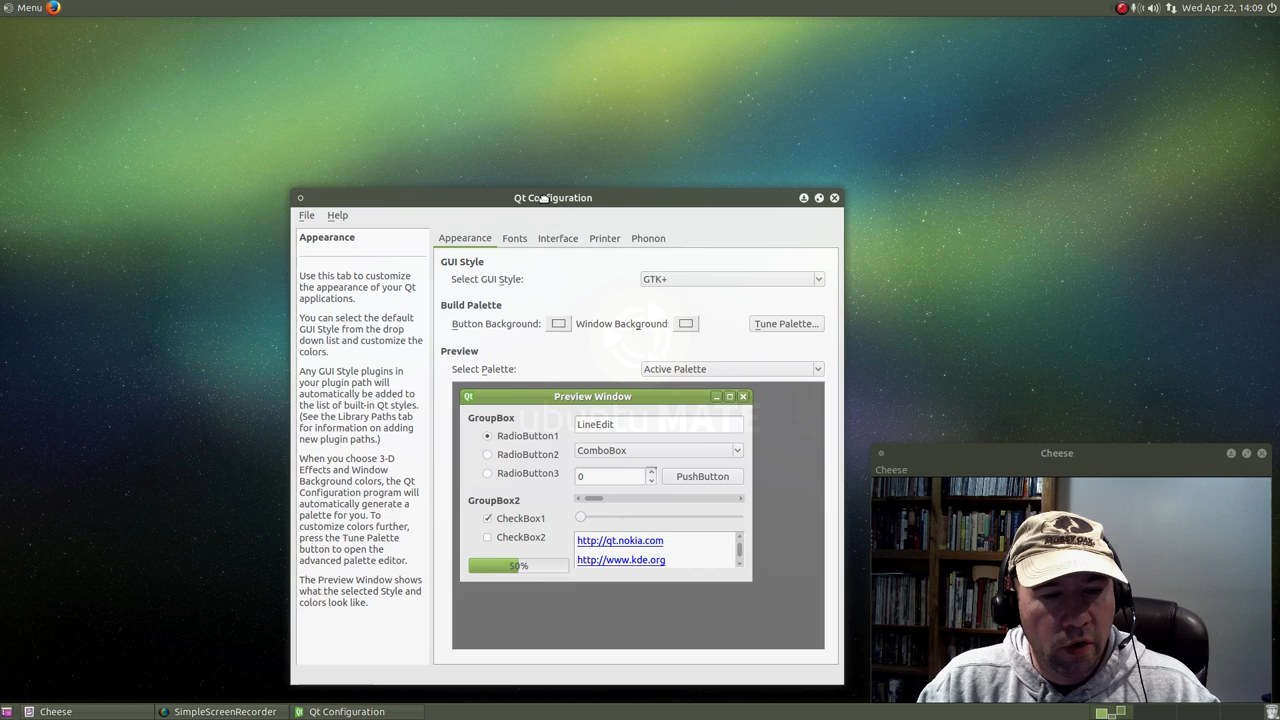 Menu
Wed Apr 22, 14:09
Qt Configuration
File Help
Appearance
Use this tab to customize
the appearance of your Qt
applications.
You can select the default
GUI Style from the drop
down list and customize the
colors.
Any GUI Style plugins in
your plugin path will
automatically be added to
the list of built-in Qt styles.
(See the Library Paths tab
for information on adding
new plugin paths.)
When you choose 3-D
Effects and Window
Background colors, the Qt
Configuration program will
automatically generate a
palette for you. To
customize colors further,
press the Tune Palette
button to open the
advanced palette editor.
The Preview Window shows
what the selected Style and
colors look like.
Appearance Fonts Interface Printer Phonon
GUI Style
Select GUI Style: GTK+
Build Palette
Button Background: Window Background: Tune Palette...
Preview
Select Palette: Active Palette
Qt Preview Window
ubuntu MATE
GroupBox
RadioButton1
RadioButton2
RadioButton3
GroupBox2
CheckBox1
CheckBox2
50%
LineEdit
ComboBox
0 PushButton
http://qt.nokia.com
http://www.kde.org
Cheese
Cheese
MOSSY OAK
Cheese SimpleScreenRecorder Qt Configuration